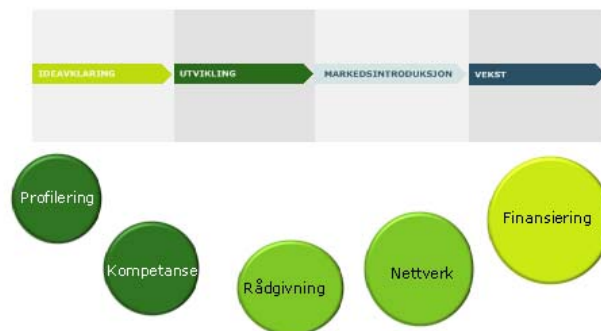 IDEAVKLARING
UTVIKLING
MARKEDSINTRODUKSJON
VEKST
Profilering
Kompetanse
Rådgivning
Nettverk
Finansiering